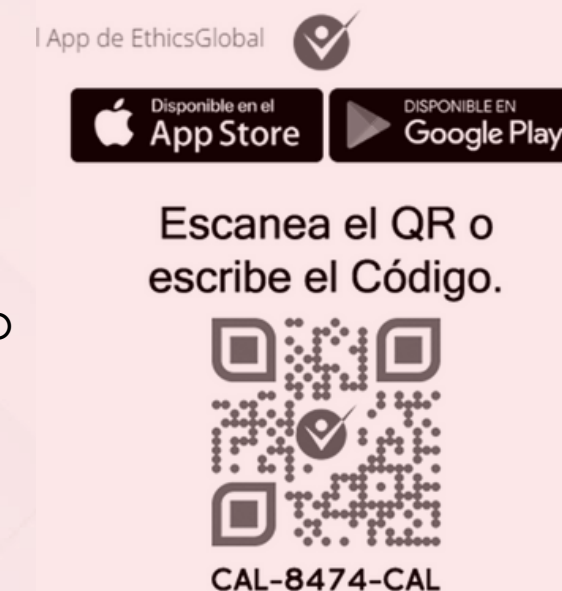 l App de EthicsGlobal
Disponible en el
App Store
DISPONIBLE EN
Google Play
Escanea el QR o
escribe el Código.
o
CAL-8474-CAL